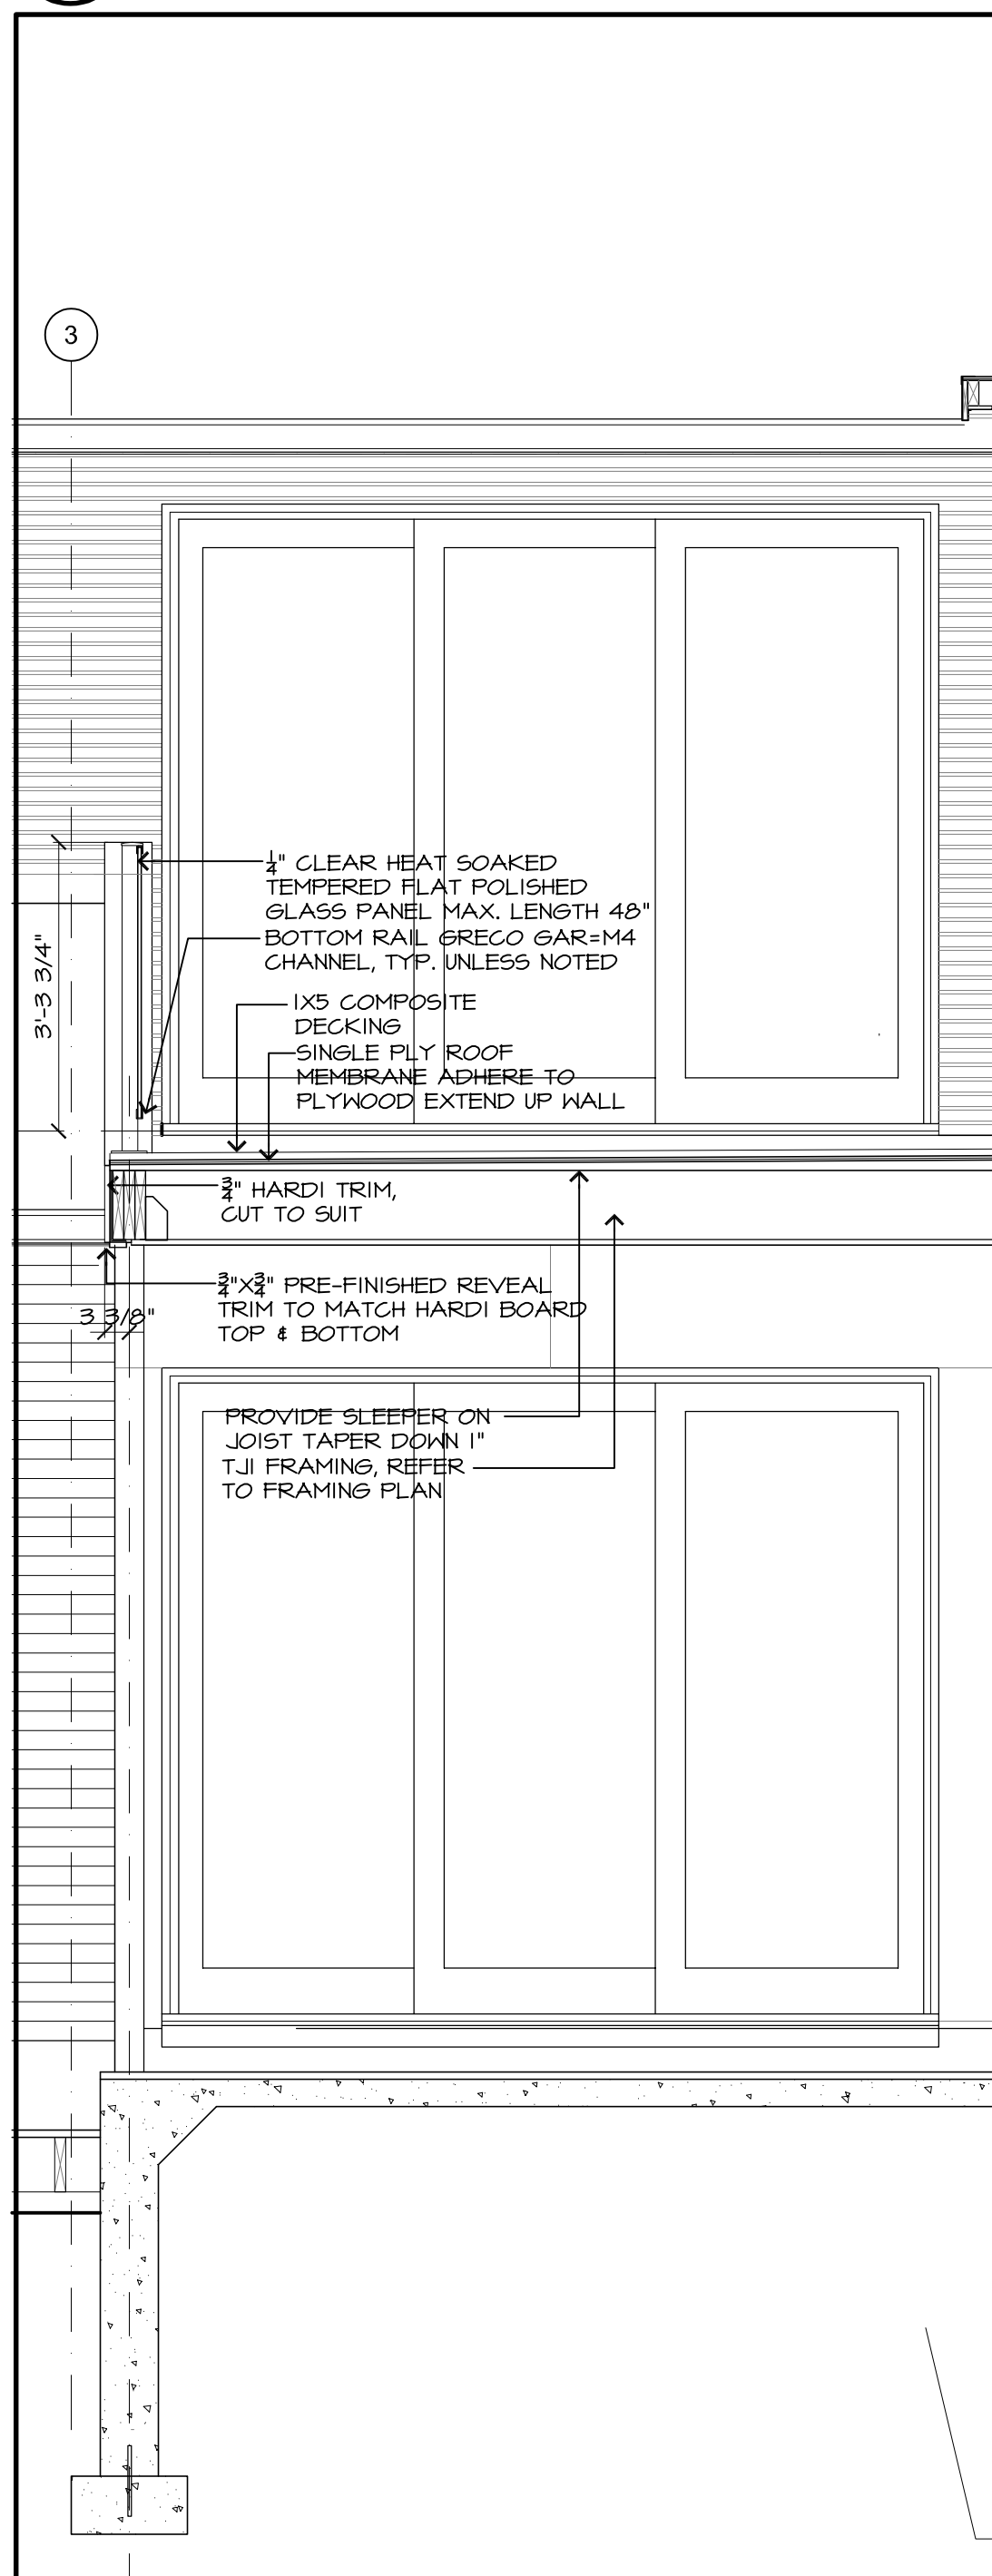 3
1/4" CLEAR HEAT SOAKED
TEMPERED FLAT POLISHED
GLASS PANEL MAX. LENGTH 48"
BOTTOM RAIL GRECO GAR=M4
CHANNEL, TYP. UNLESS NOTED
3'-3 3/4"
1X5 COMPOSITE
DECKING
SINGLE PLY ROOF
MEMBRANE ADHERE TO
PLYWOOD EXTEND UP WALL
3/4" HARDI TRIM,
CUT TO SUIT
3/4"X3/4" PRE-FINISHED REVEAL
TRIM TO MATCH HARDI BOARD
TOP & BOTTOM
3 3/8"
PROVIDE SLEEPER ON
JOIST TAPER DOWN 1"
TJI FRAMING, REFER
TO FRAMING PLAN